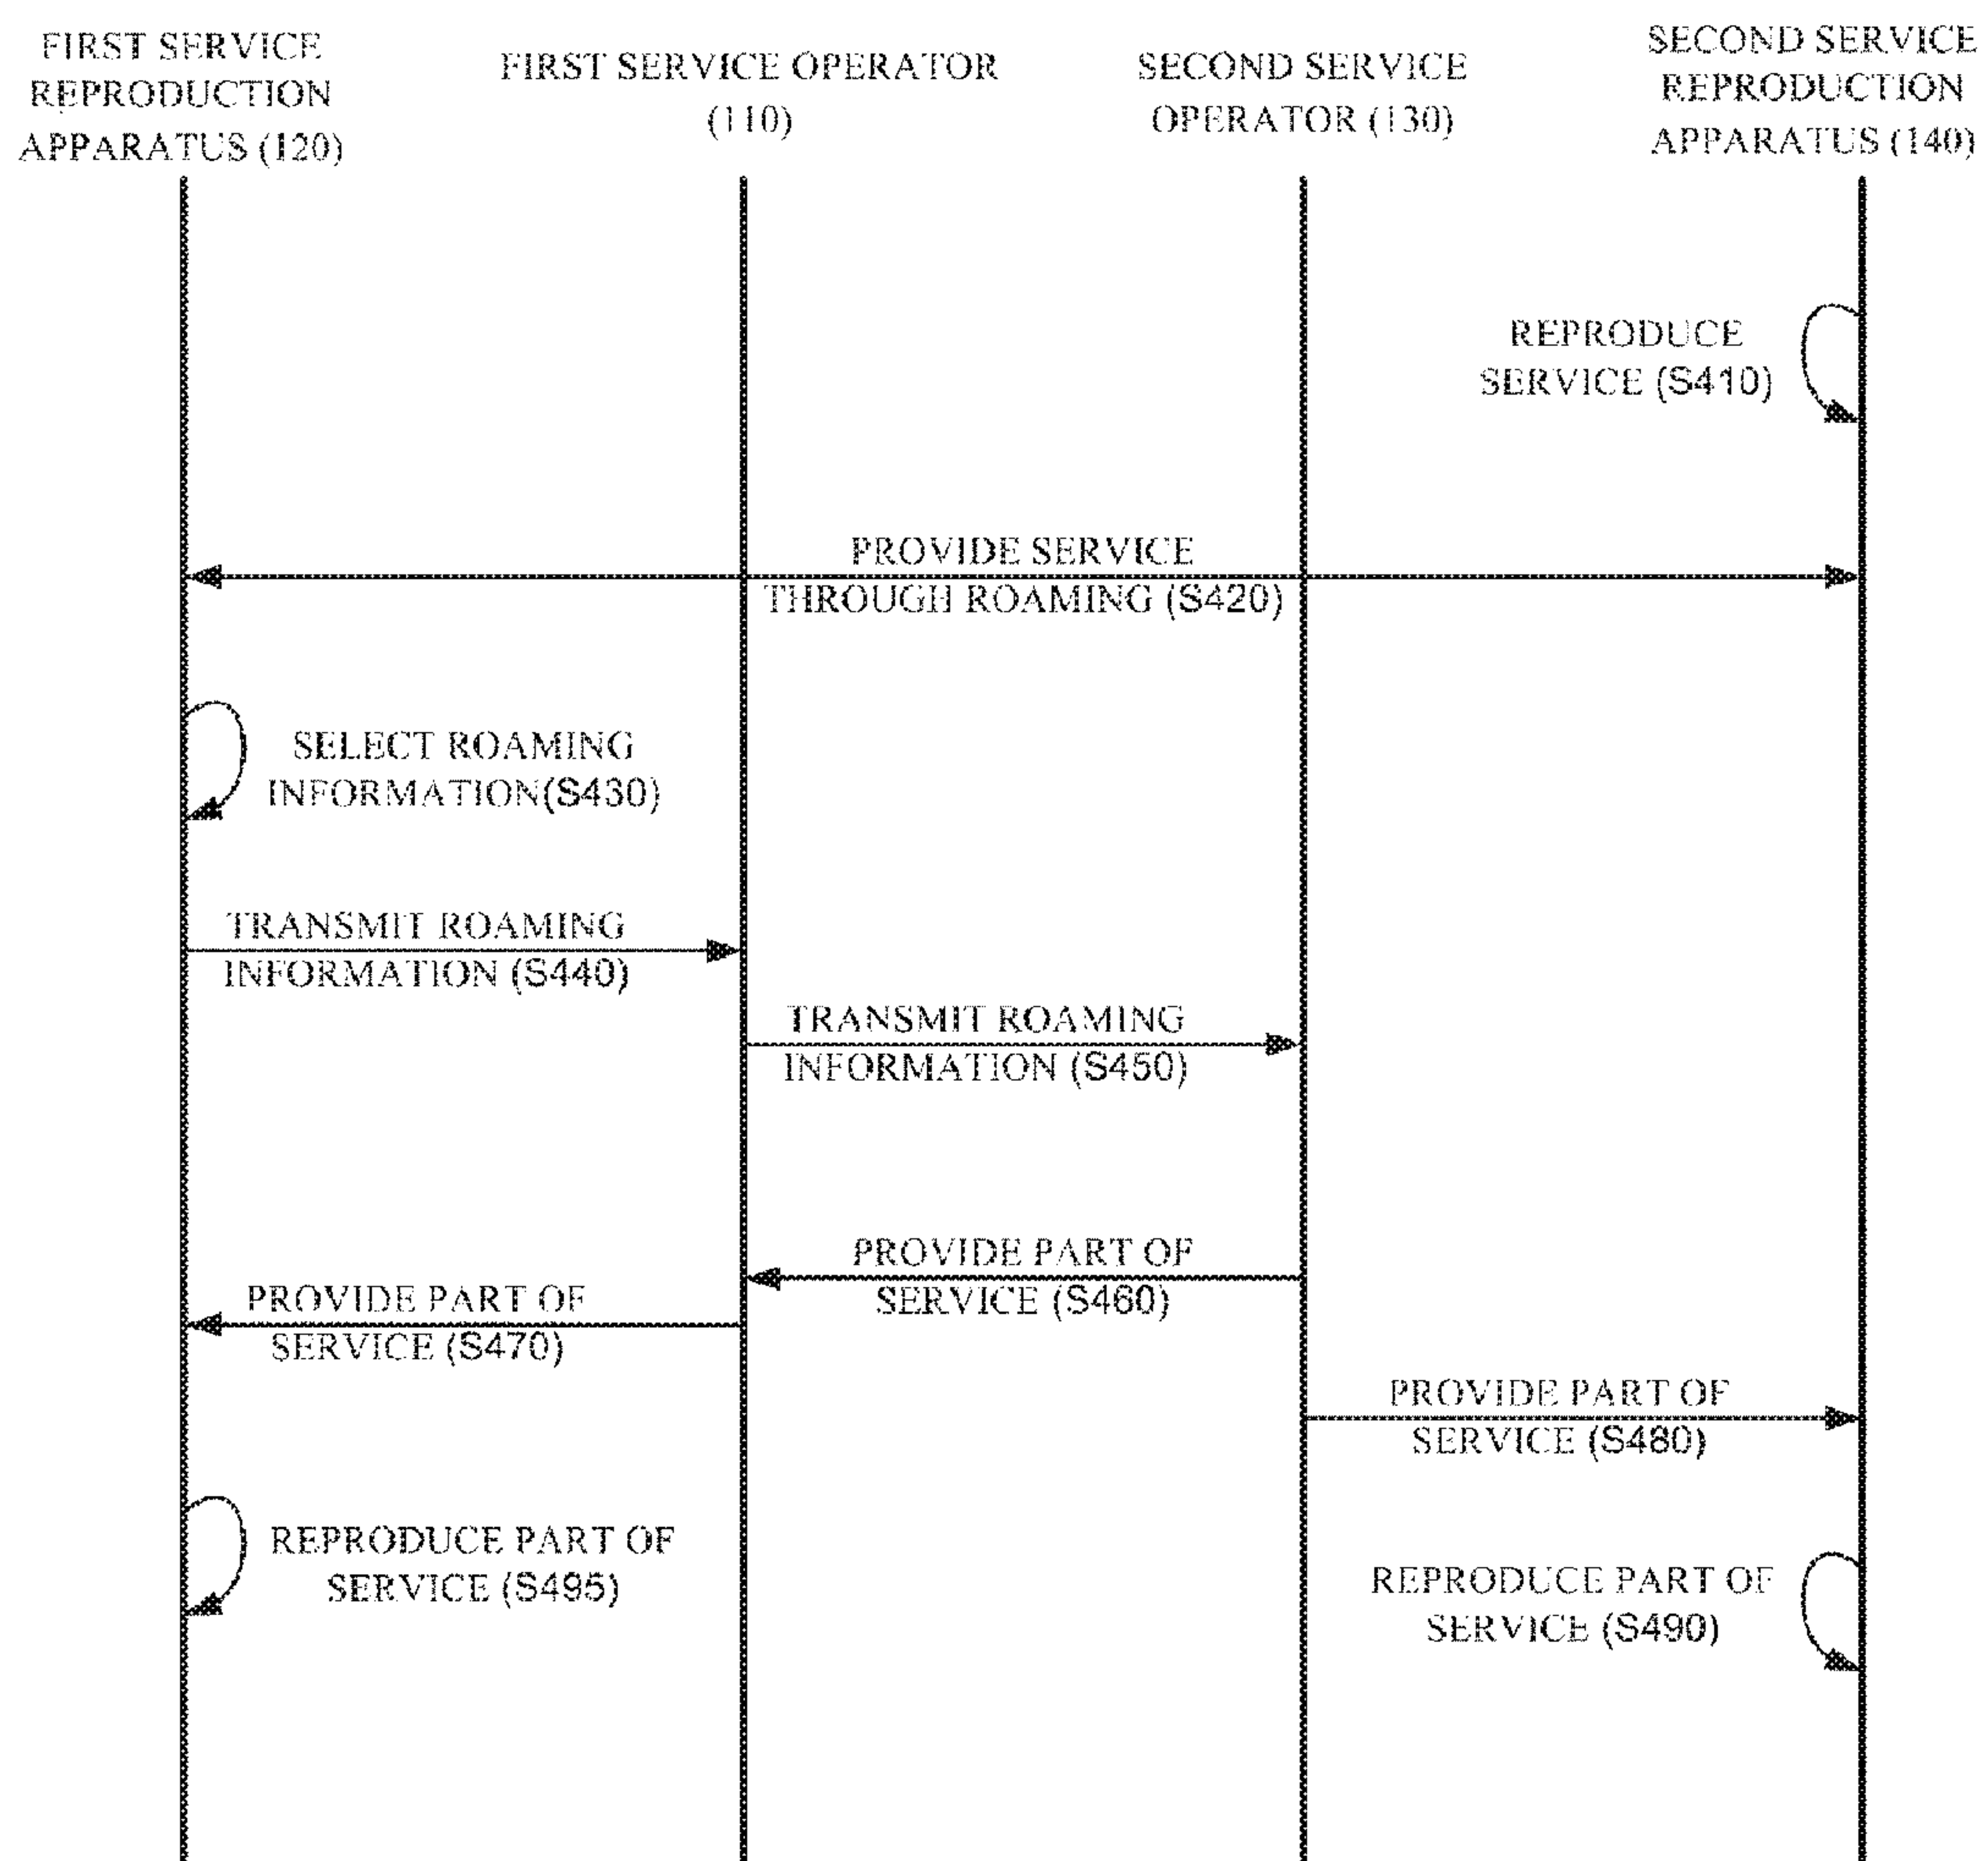 FIRST SERVICE
REPRODUCTION
APPARATUS (120)
FIRST SERVICE OPERATOR
(110)
SECOND SERVICE
OPERATOR (130)
SECOND SERVICE
REPRODUCTION
APPARATUS (140)
REPRODUCE
SERVICE (S410)
PROVIDE SERVICE
THROUGH ROAMING (S420)
SELECT ROAMING
INFORMATION(S430)
TRANSMIT ROAMING
INFORMATION (S440)
TRANSMIT ROAMING
INFORMATION (S450)
PROVIDE PART OF
SERVICE (S460)
PROVIDE PART OF
SERVICE (S470)
PROVIDE PART OF
SERVICE (S480)
REPRODUCE PART OF
SERVICE (S495)
REPRODUCE PART OF
SERVICE (S490)